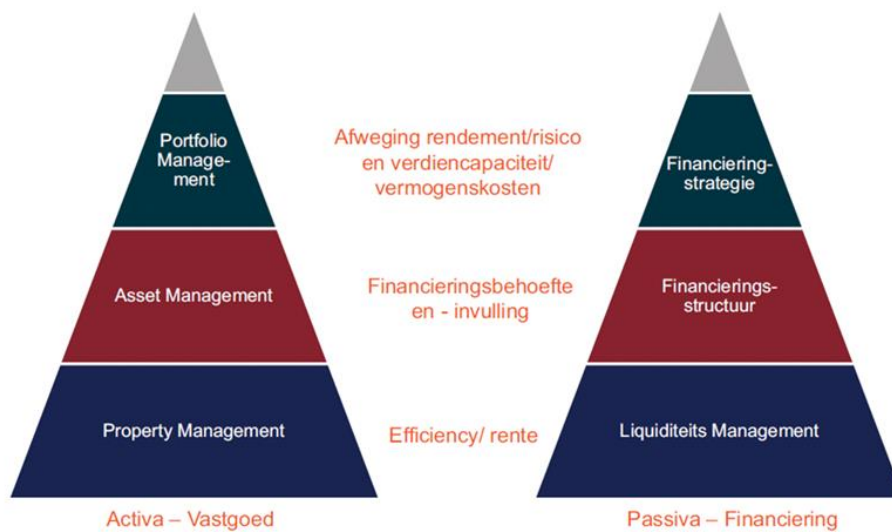 Portfolio
Manage-
ment
Afweging rendement/risico
en verdiencapaciteit/
vermogenskosten
Financiering-
strategie
Asset Management
Financieringsbehoefte
en - invulling
Financierings-
structuur
Property Management
Efficiency/ rente
Liquiditeits Management
Activa – Vastgoed
Passiva – Financiering